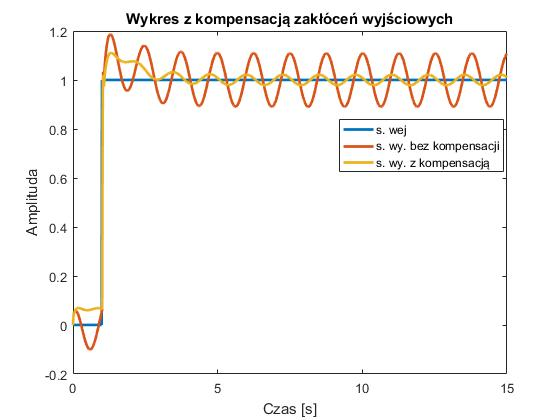 Wykres z kompensacją zakłóceń wyjściowych
1.2
1
0.8
0.6
0.4
0.2
0
-0.2
Amplituda
s. wej
s. wy. bez kompensacji
s. wy. z kompensacją
0
5
10
15
Czas [s]